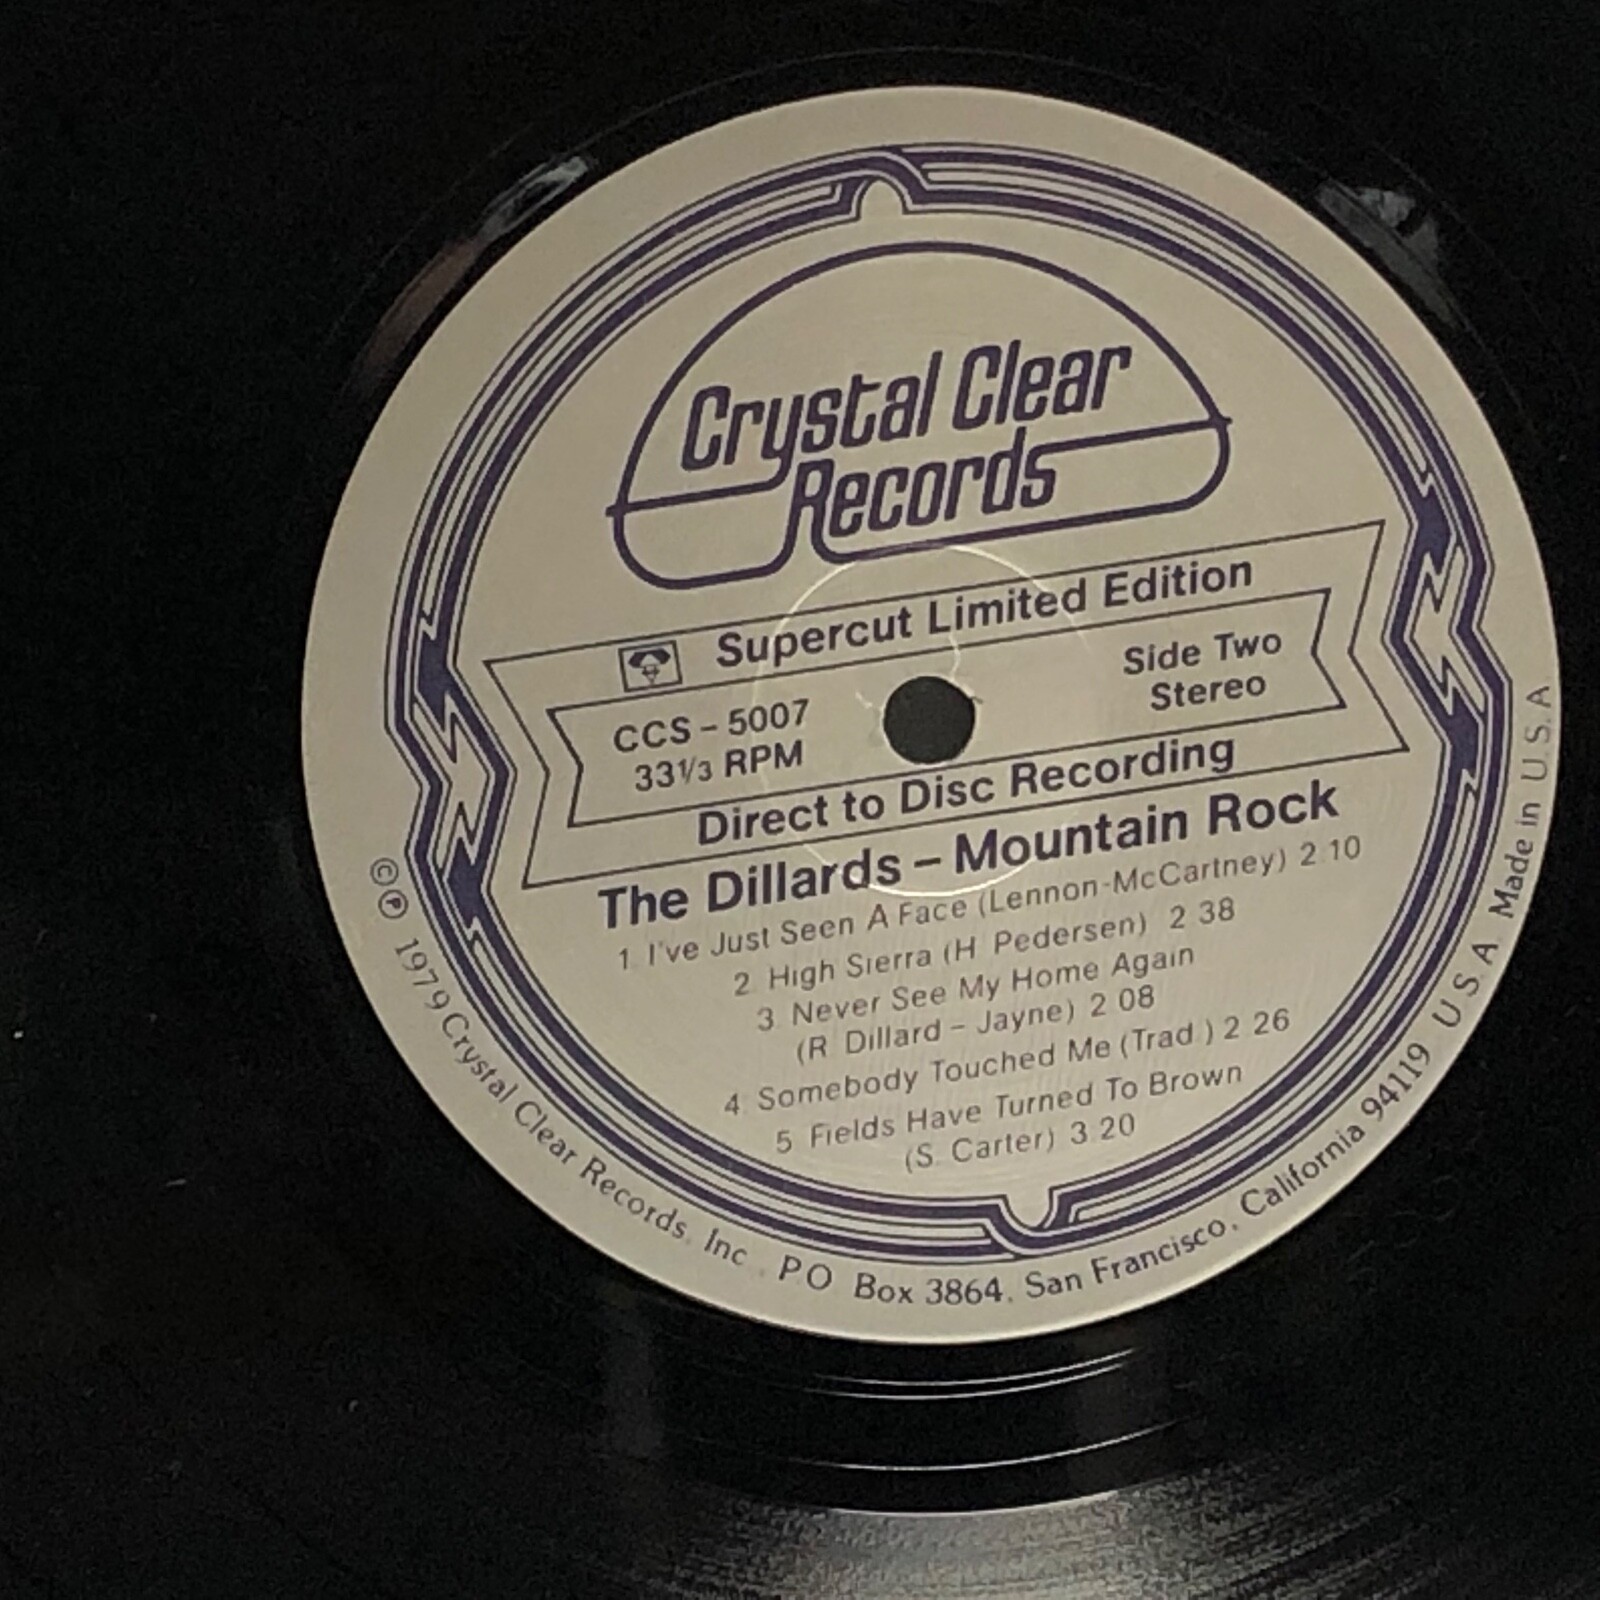 Crystal Clear
Records
Supercut Limited Edition
CCS - 5007
33⅓ RPM
Side Two
Stereo
Direct to Disc Recording
The Dillards - Mountain Rock
1 I've Just Seen A Face (Lennon-McCartney) 2 10
2 High Sierra (H Pedersen) 2 38
3 Never See My Home Again
(R Dillard - Jayne) 2 08
4 Somebody Touched Me (Trad ) 2 26
5 Fields Have Turned To Brown
(S. Carter) 3 20
©℗ 1979 Crystal Clear Records, Inc . PO Box 3864, San Francisco, California 94119 U.S.A. Made in U.S.A.